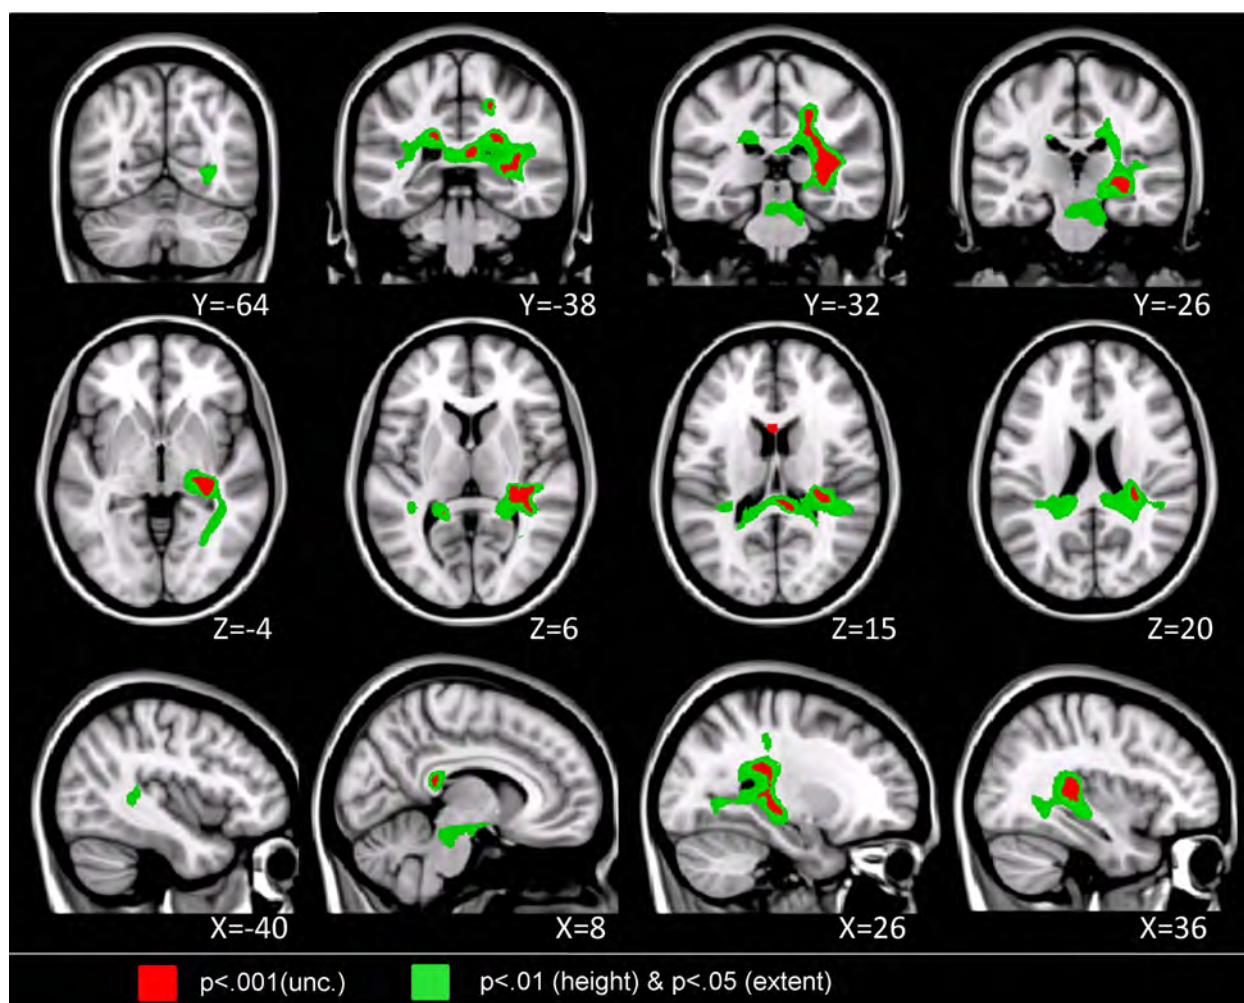 Y=-64 Y=-38 Y=-32 Y=-26
Z=-4 Z=6 Z=15 Z=20
X=-40 X=8 X=26 X=36
p<.001(unc.) p<.01 (height) & p<.05 (extent)